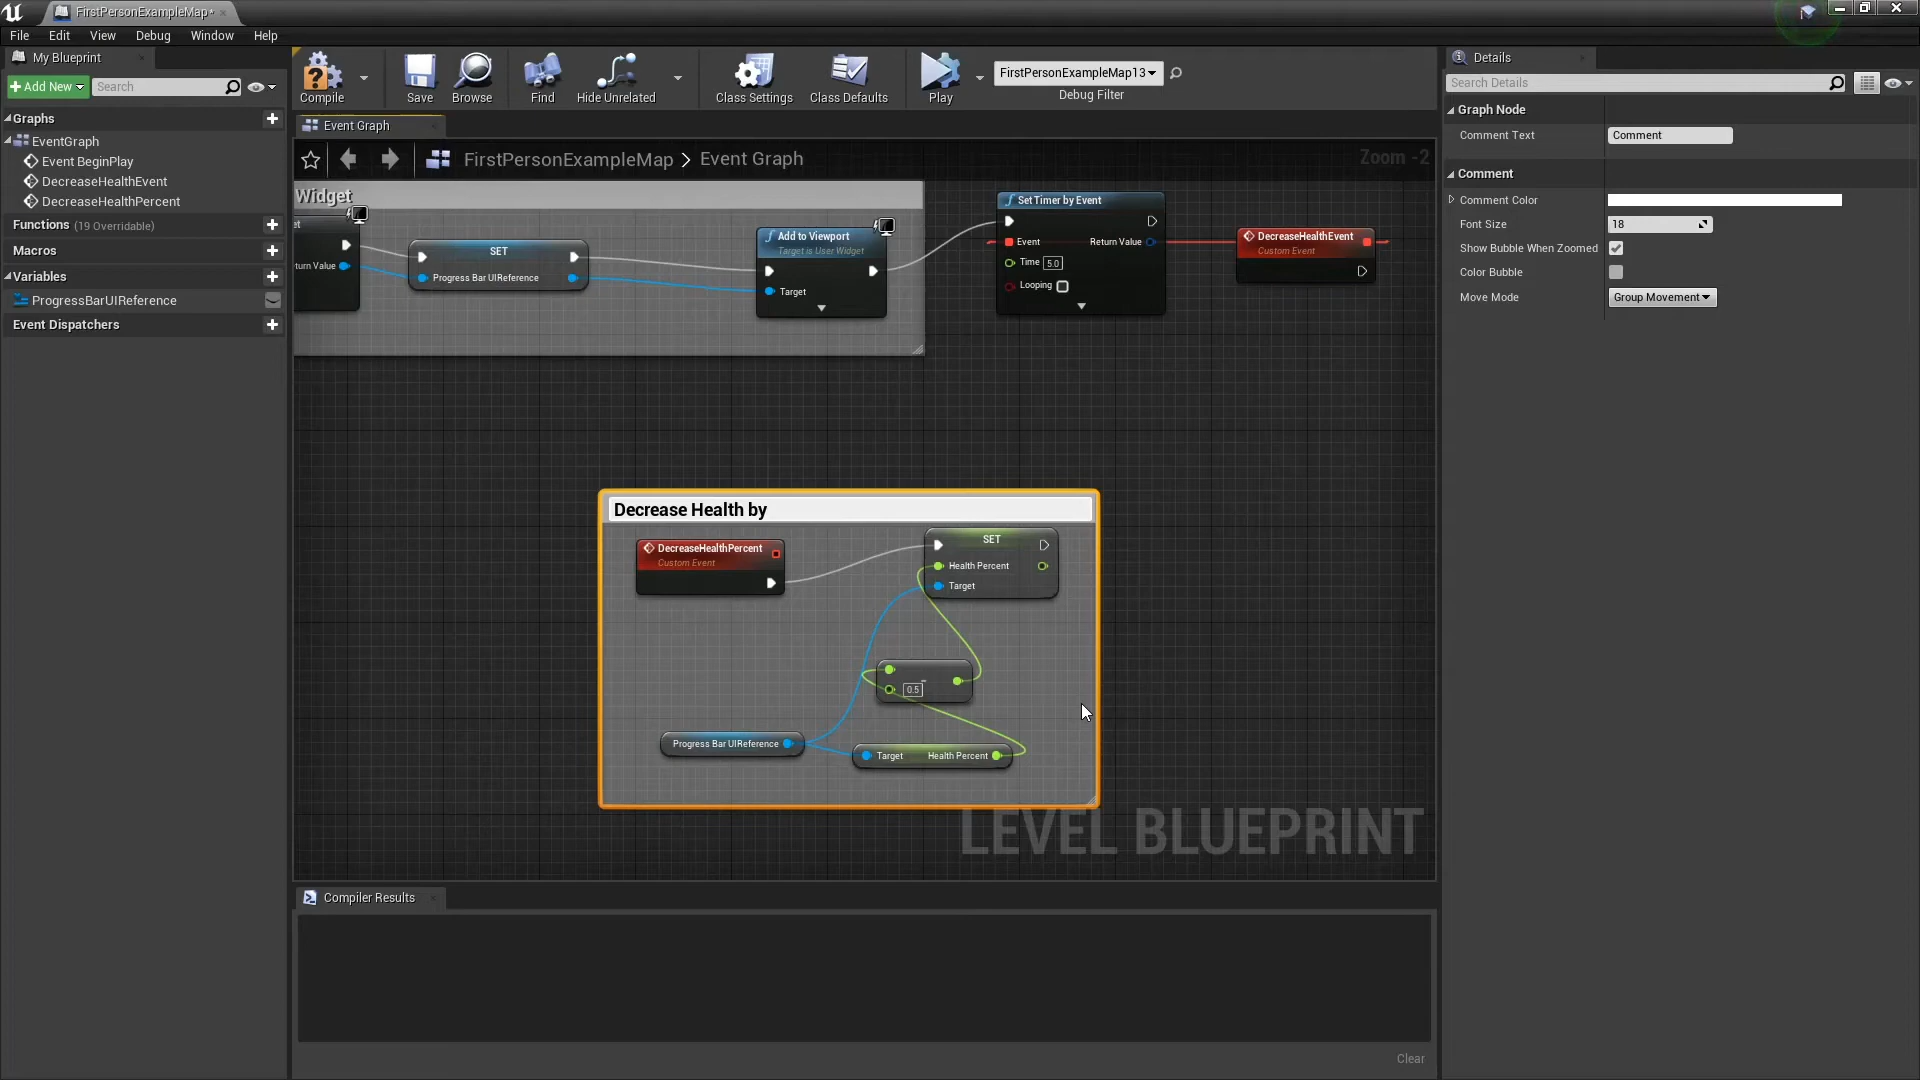 FirstPersonExampleMap*
File Edit View Debug Window Help
My Blueprint
Add New
Search
Graphs
EventGraph
Event BeginPlay
DecreaseHealthEvent
DecreaseHealthPercent
Functions (19 Overridable)
Macros
Variables
ProgressBarUIReference
Event Dispatchers
Compile
Save
Browse
Find
Hide Unrelated
Class Settings
Class Defaults
Play
FirstPersonExampleMap13
Debug Filter
Event Graph
FirstPersonExampleMap > Event Graph
Zoom -2
Widget
et
turn Value
SET
Progress Bar UIReference
Add to Viewport
Target is User Widget
Target
Set Timer by Event
Event
Return Value
Time 5.0
Looping
DecreaseHealthEvent
Custom Event
Decrease Health by
DecreaseHealthPercent
Custom Event
SET
Health Percent
Target
-
0.5
Progress Bar UIReference
Target Health Percent
LEVEL BLUEPRINT
Compiler Results
Clear
Details
Search Details
Graph Node
Comment Text Comment
Comment
Comment Color
Font Size 18
Show Bubble When Zoomed
Color Bubble
Move Mode Group Movement